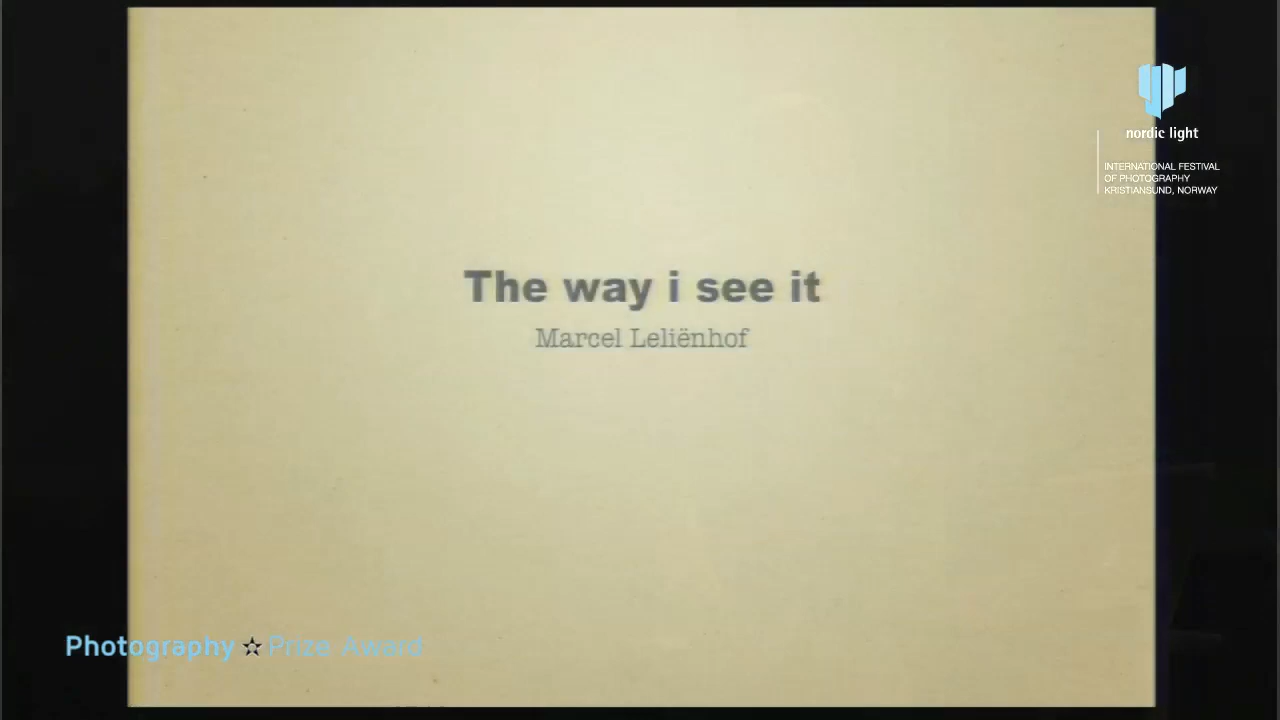 nordic light
INTERNATIONAL FESTIVAL
OF PHOTOGRAPHY
KRISTIANSUND, NORWAY
The way i see it
Marcel Leliënhof
Photography Prize Award